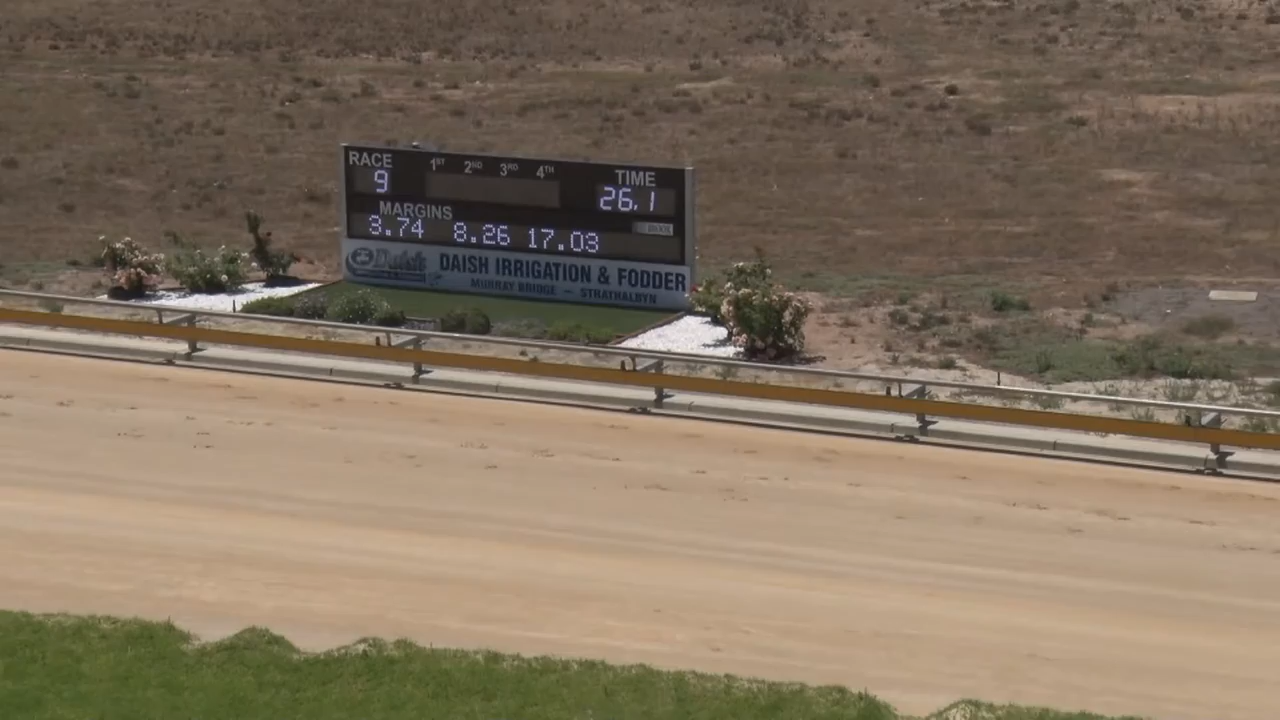 RACE 1ST 2ND 3RD 4TH TIME
9 26.1
MARGINS
3.74 8.26 17.03
Daish DAISH IRRIGATION & FODDER
MURRAY BRIDGE — STRATHALBYN